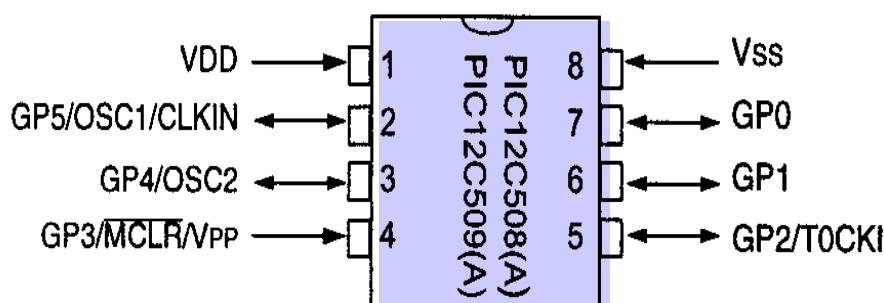 VDD 1 8 Vss
GP5/OSC1/CLKIN 2 7 GP0
GP4/OSC2 3 6 GP1
GP3/MCLR/VPP 4 5 GP2/T0CKI
PIC12C508(A)
PIC12C509(A)